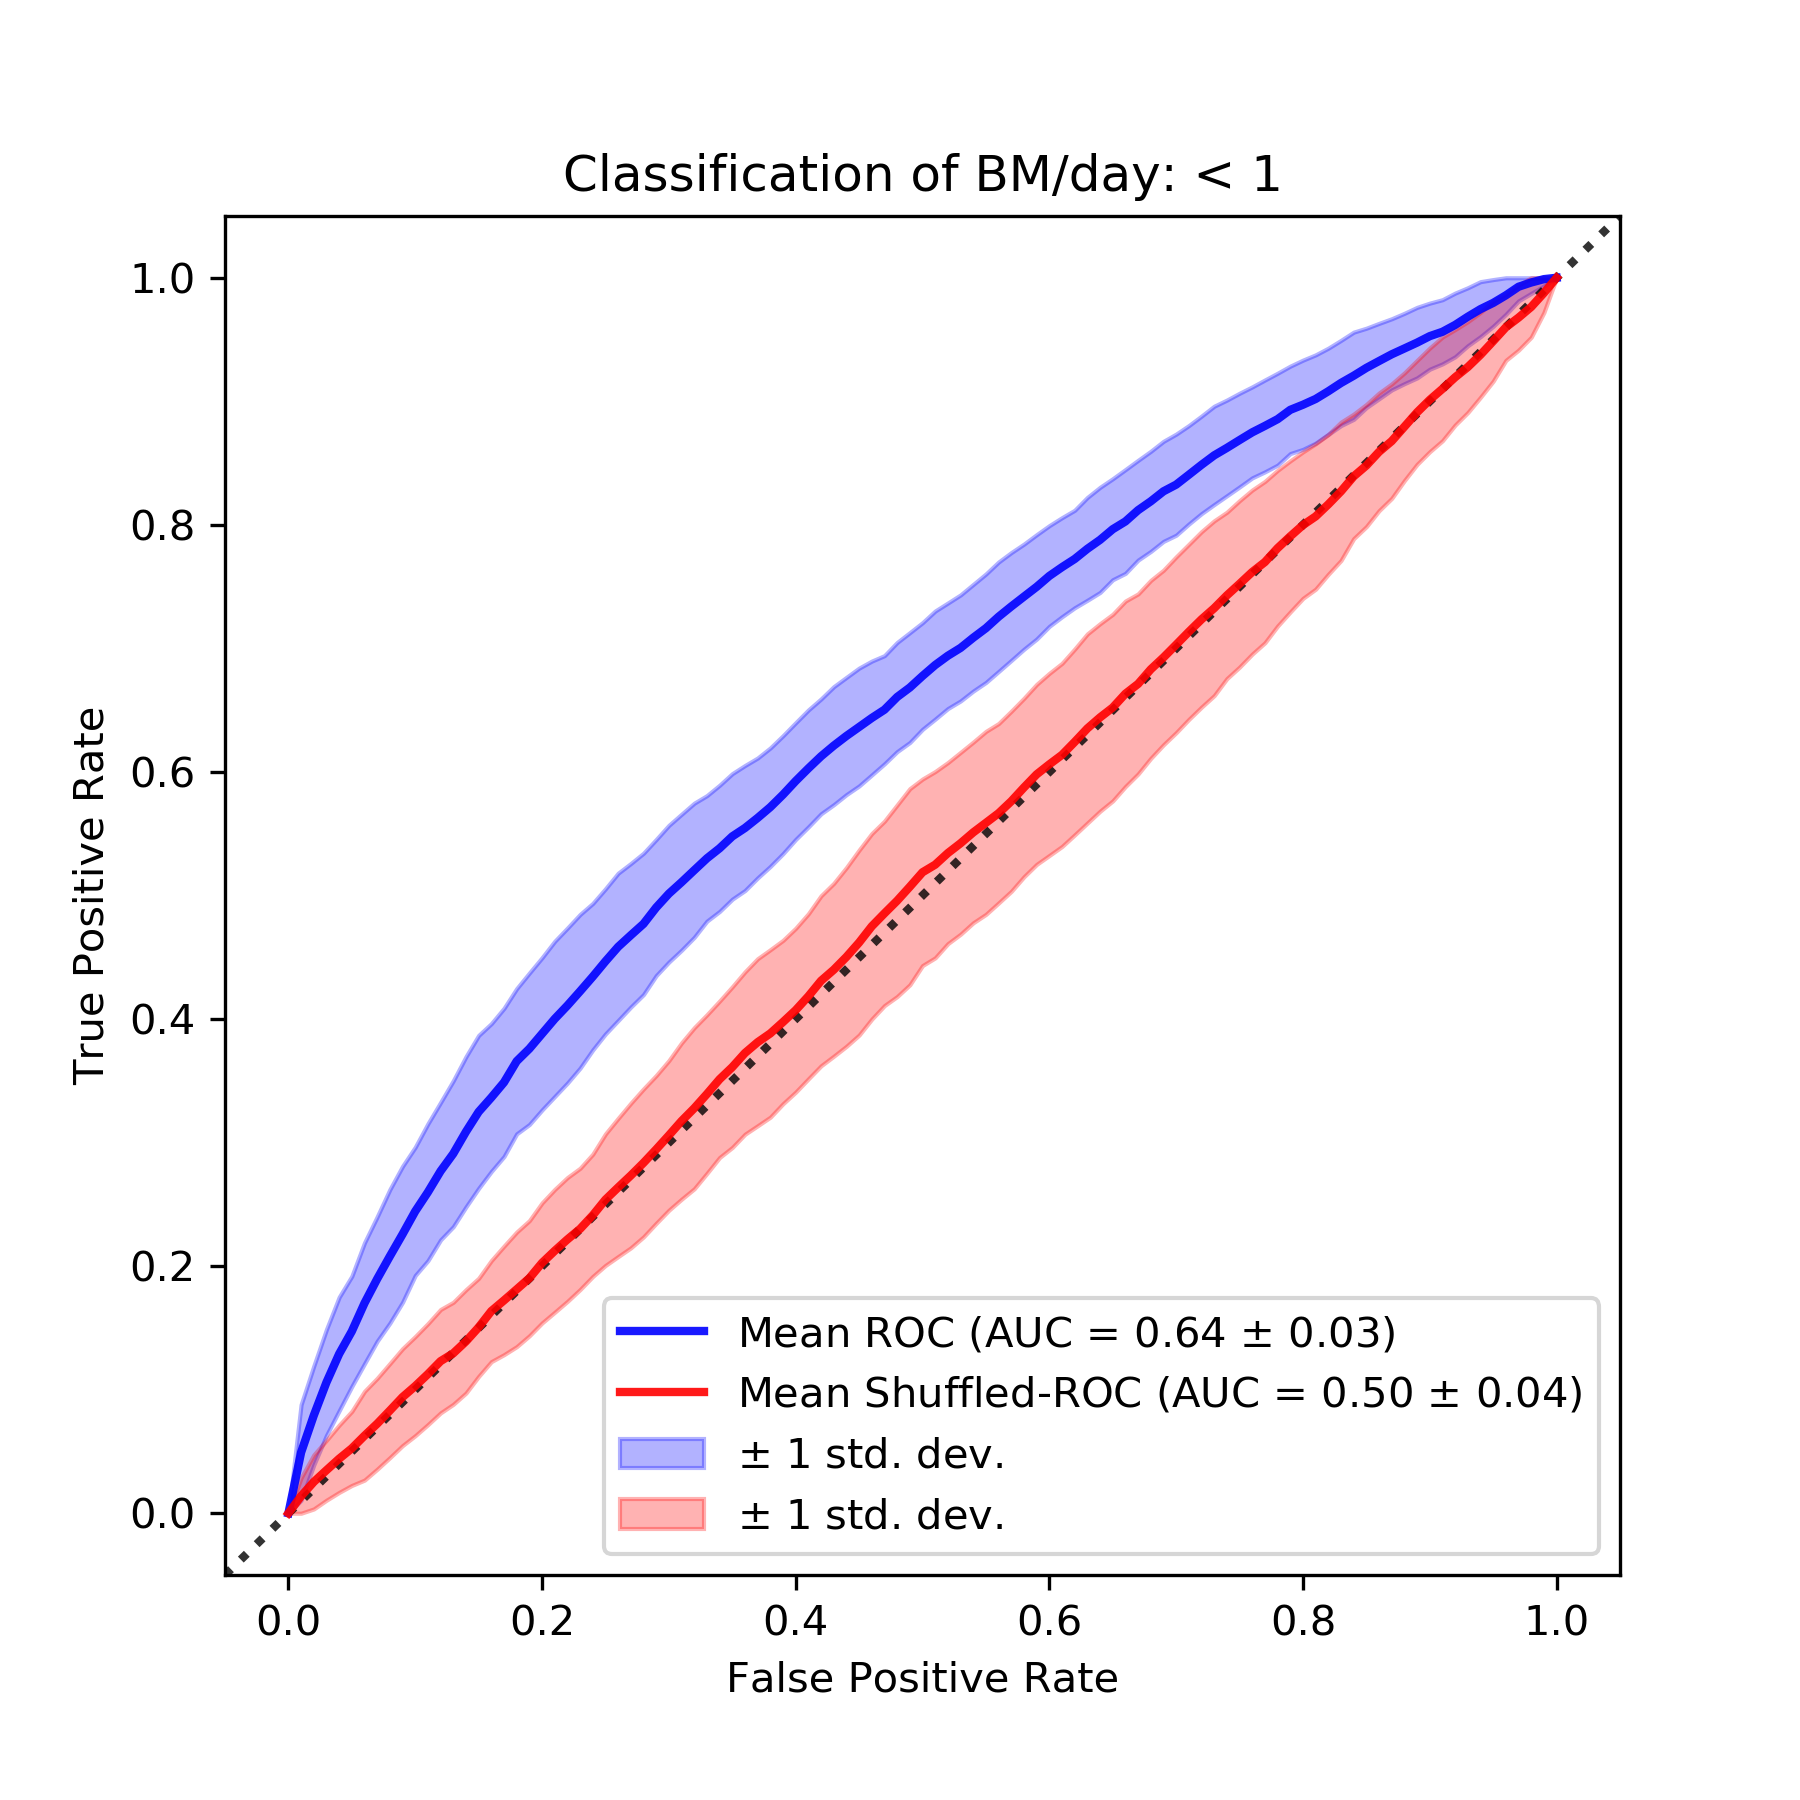 Classification of BM/day: < 1
True Positive Rate
1.0
0.8
0.6
0.4
0.2
0.0
Mean ROC (AUC = 0.64 ± 0.03)
Mean Shuffled-ROC (AUC = 0.50 ± 0.04)
± 1 std. dev.
± 1 std. dev.
0.0 0.2 0.4 0.6 0.8 1.0
False Positive Rate